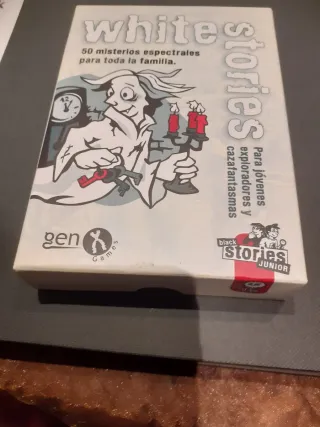 white stories
50 misterios espectrales
para toda la familia.
Para jóvenes
exploradores y
cazafantasmas
gen X
Games
black
stories
JUNIOR